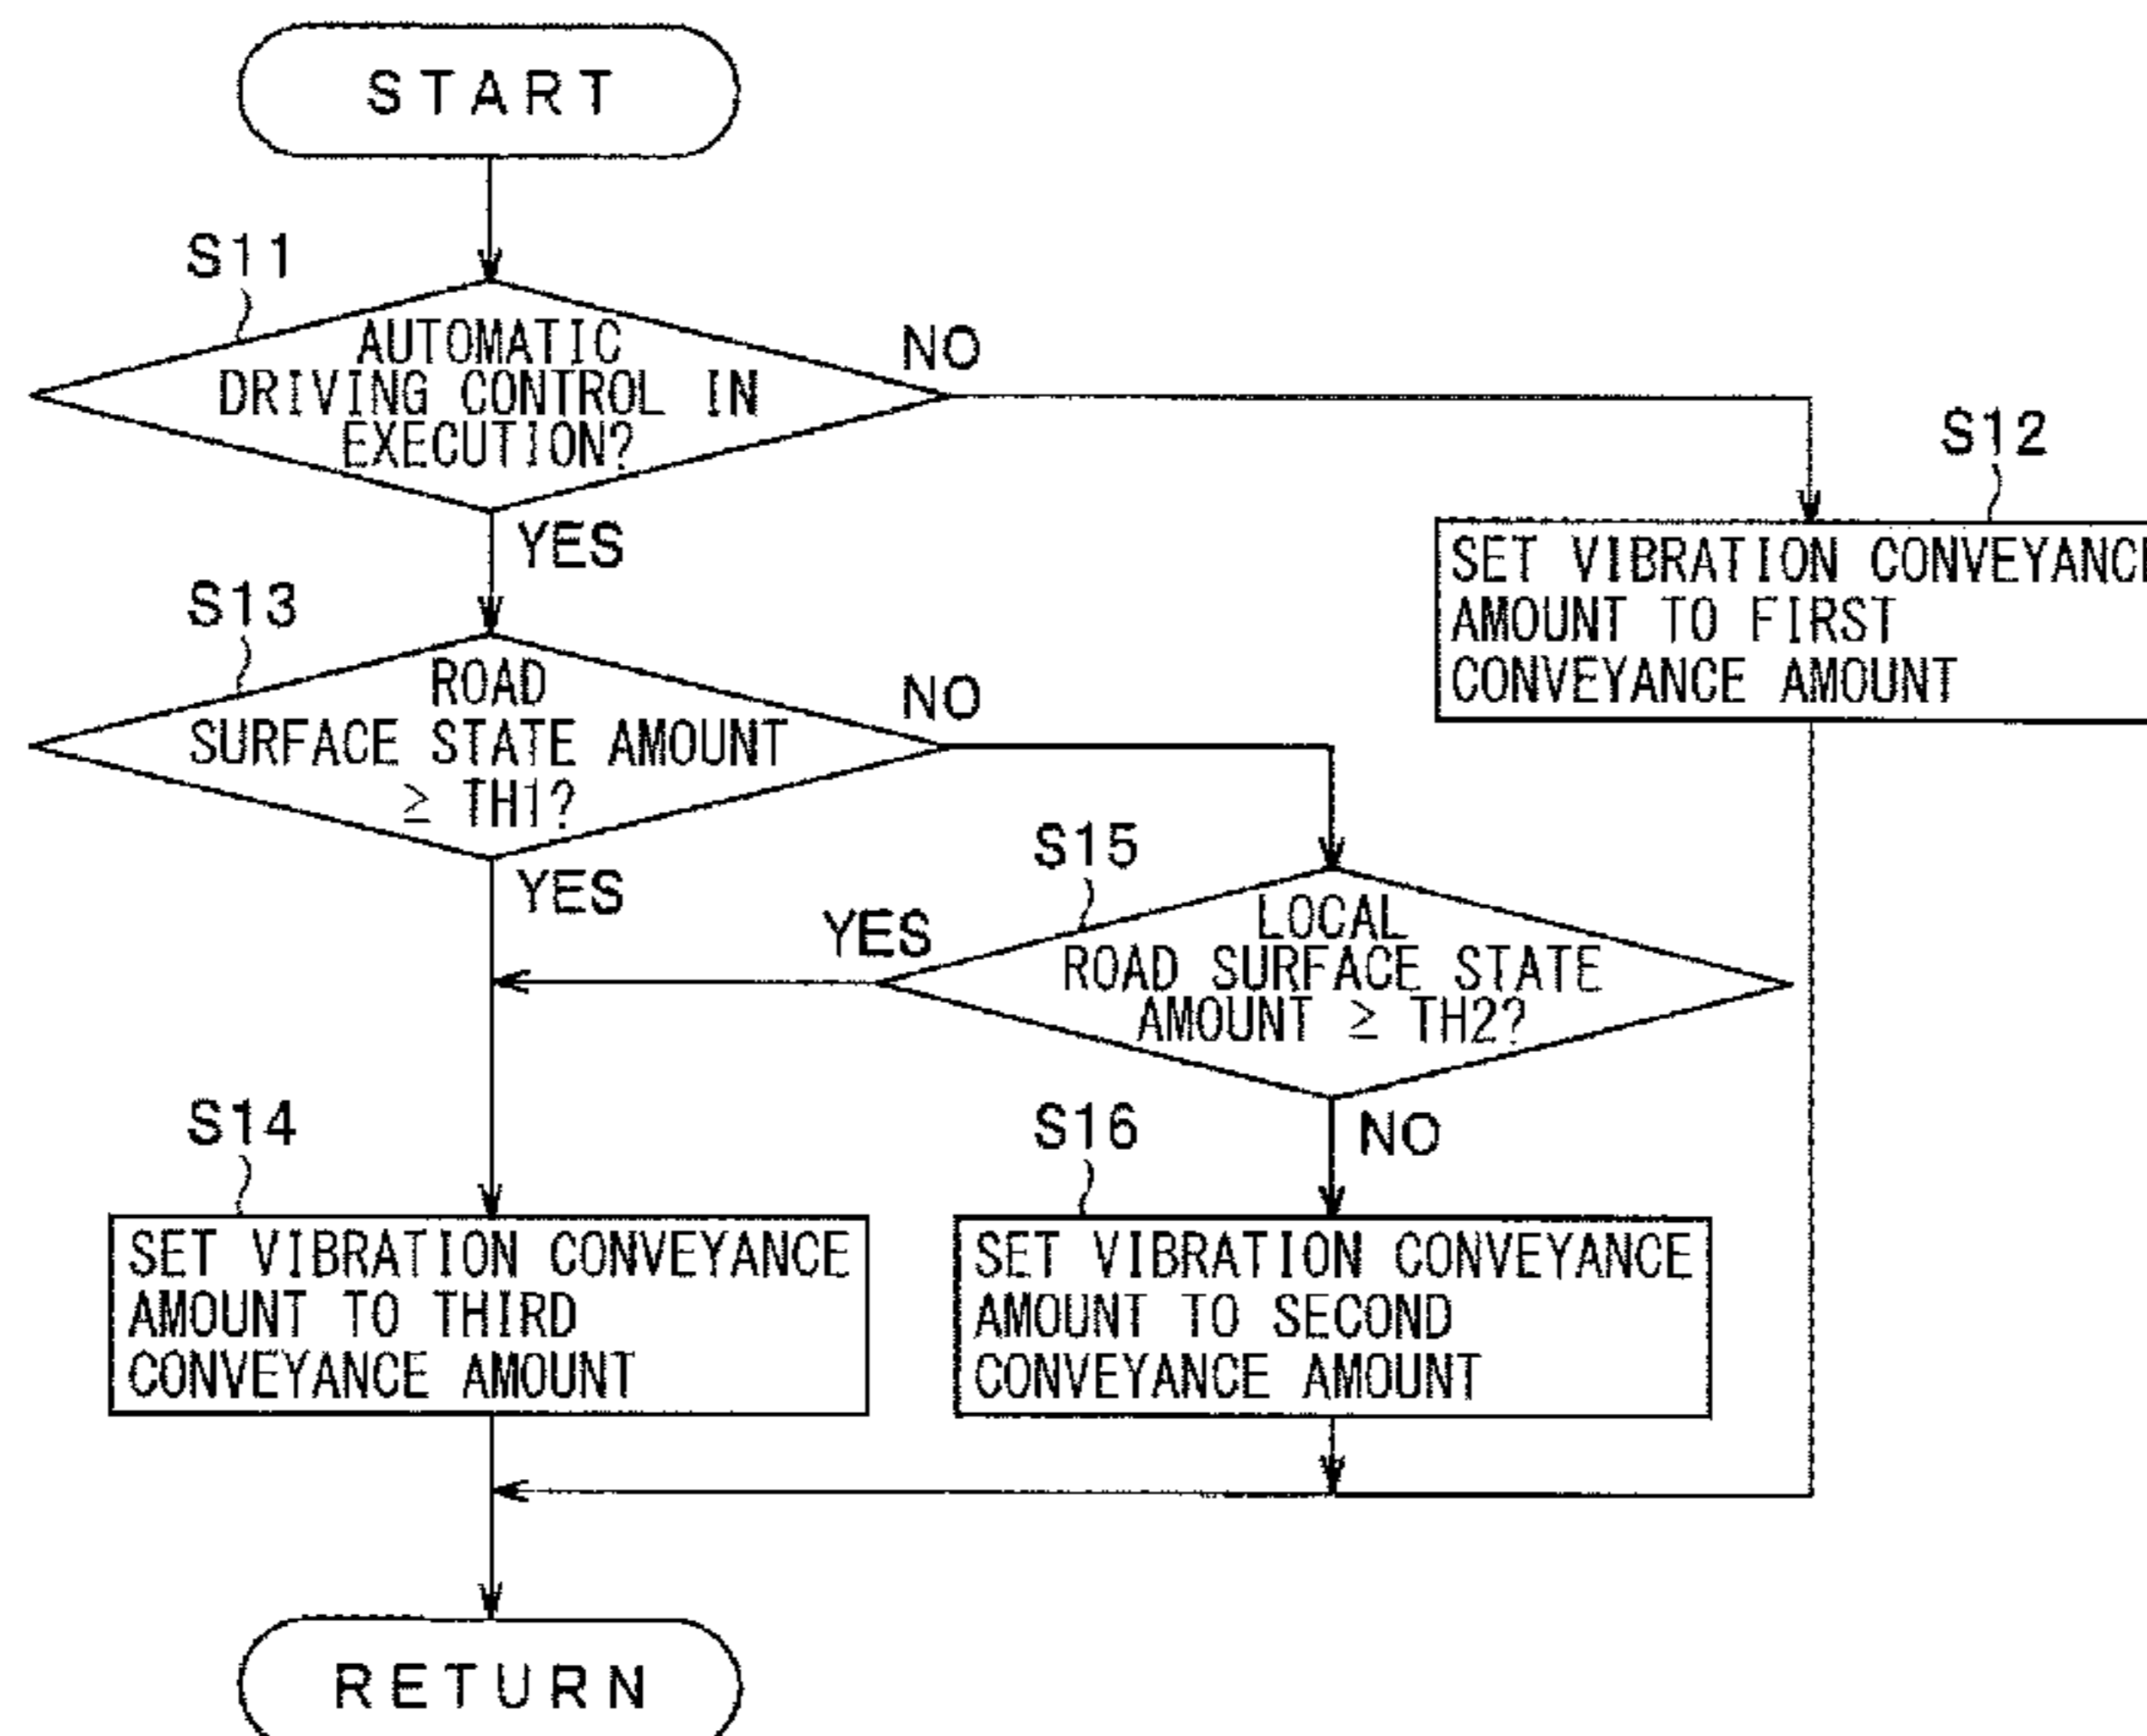 START
S11
AUTOMATIC
DRIVING CONTROL IN
EXECUTION?
NO
YES
S12
SET VIBRATION CONVEYANCE
AMOUNT TO FIRST
CONVEYANCE AMOUNT
S13
ROAD
SURFACE STATE AMOUNT
≥ TH1?
NO
YES
S15
LOCAL
ROAD SURFACE STATE
AMOUNT ≥ TH2?
YES
NO
S14
SET VIBRATION CONVEYANCE
AMOUNT TO THIRD
CONVEYANCE AMOUNT
S16
SET VIBRATION CONVEYANCE
AMOUNT TO SECOND
CONVEYANCE AMOUNT
RETURN